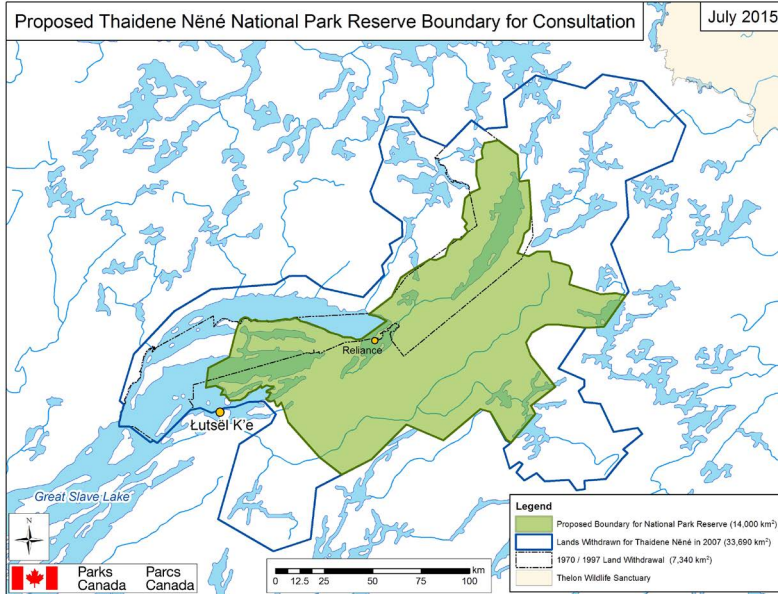 Proposed Thaidene Nëné National Park Reserve Boundary for Consultation
July 2015
Reliance
Łutsël K'e
Great Slave Lake
N
Parks Canada
Parcs Canada
km
0 12.5 25 50 75 100
Legend
Proposed Boundary for National Park Reserve (14,000 km²)
Lands Withdrawn for Thaidene Nëné in 2007 (33,690 km²)
1970 / 1997 Land Withdrawal (7,340 km²)
Thelon Wildlife Sanctuary